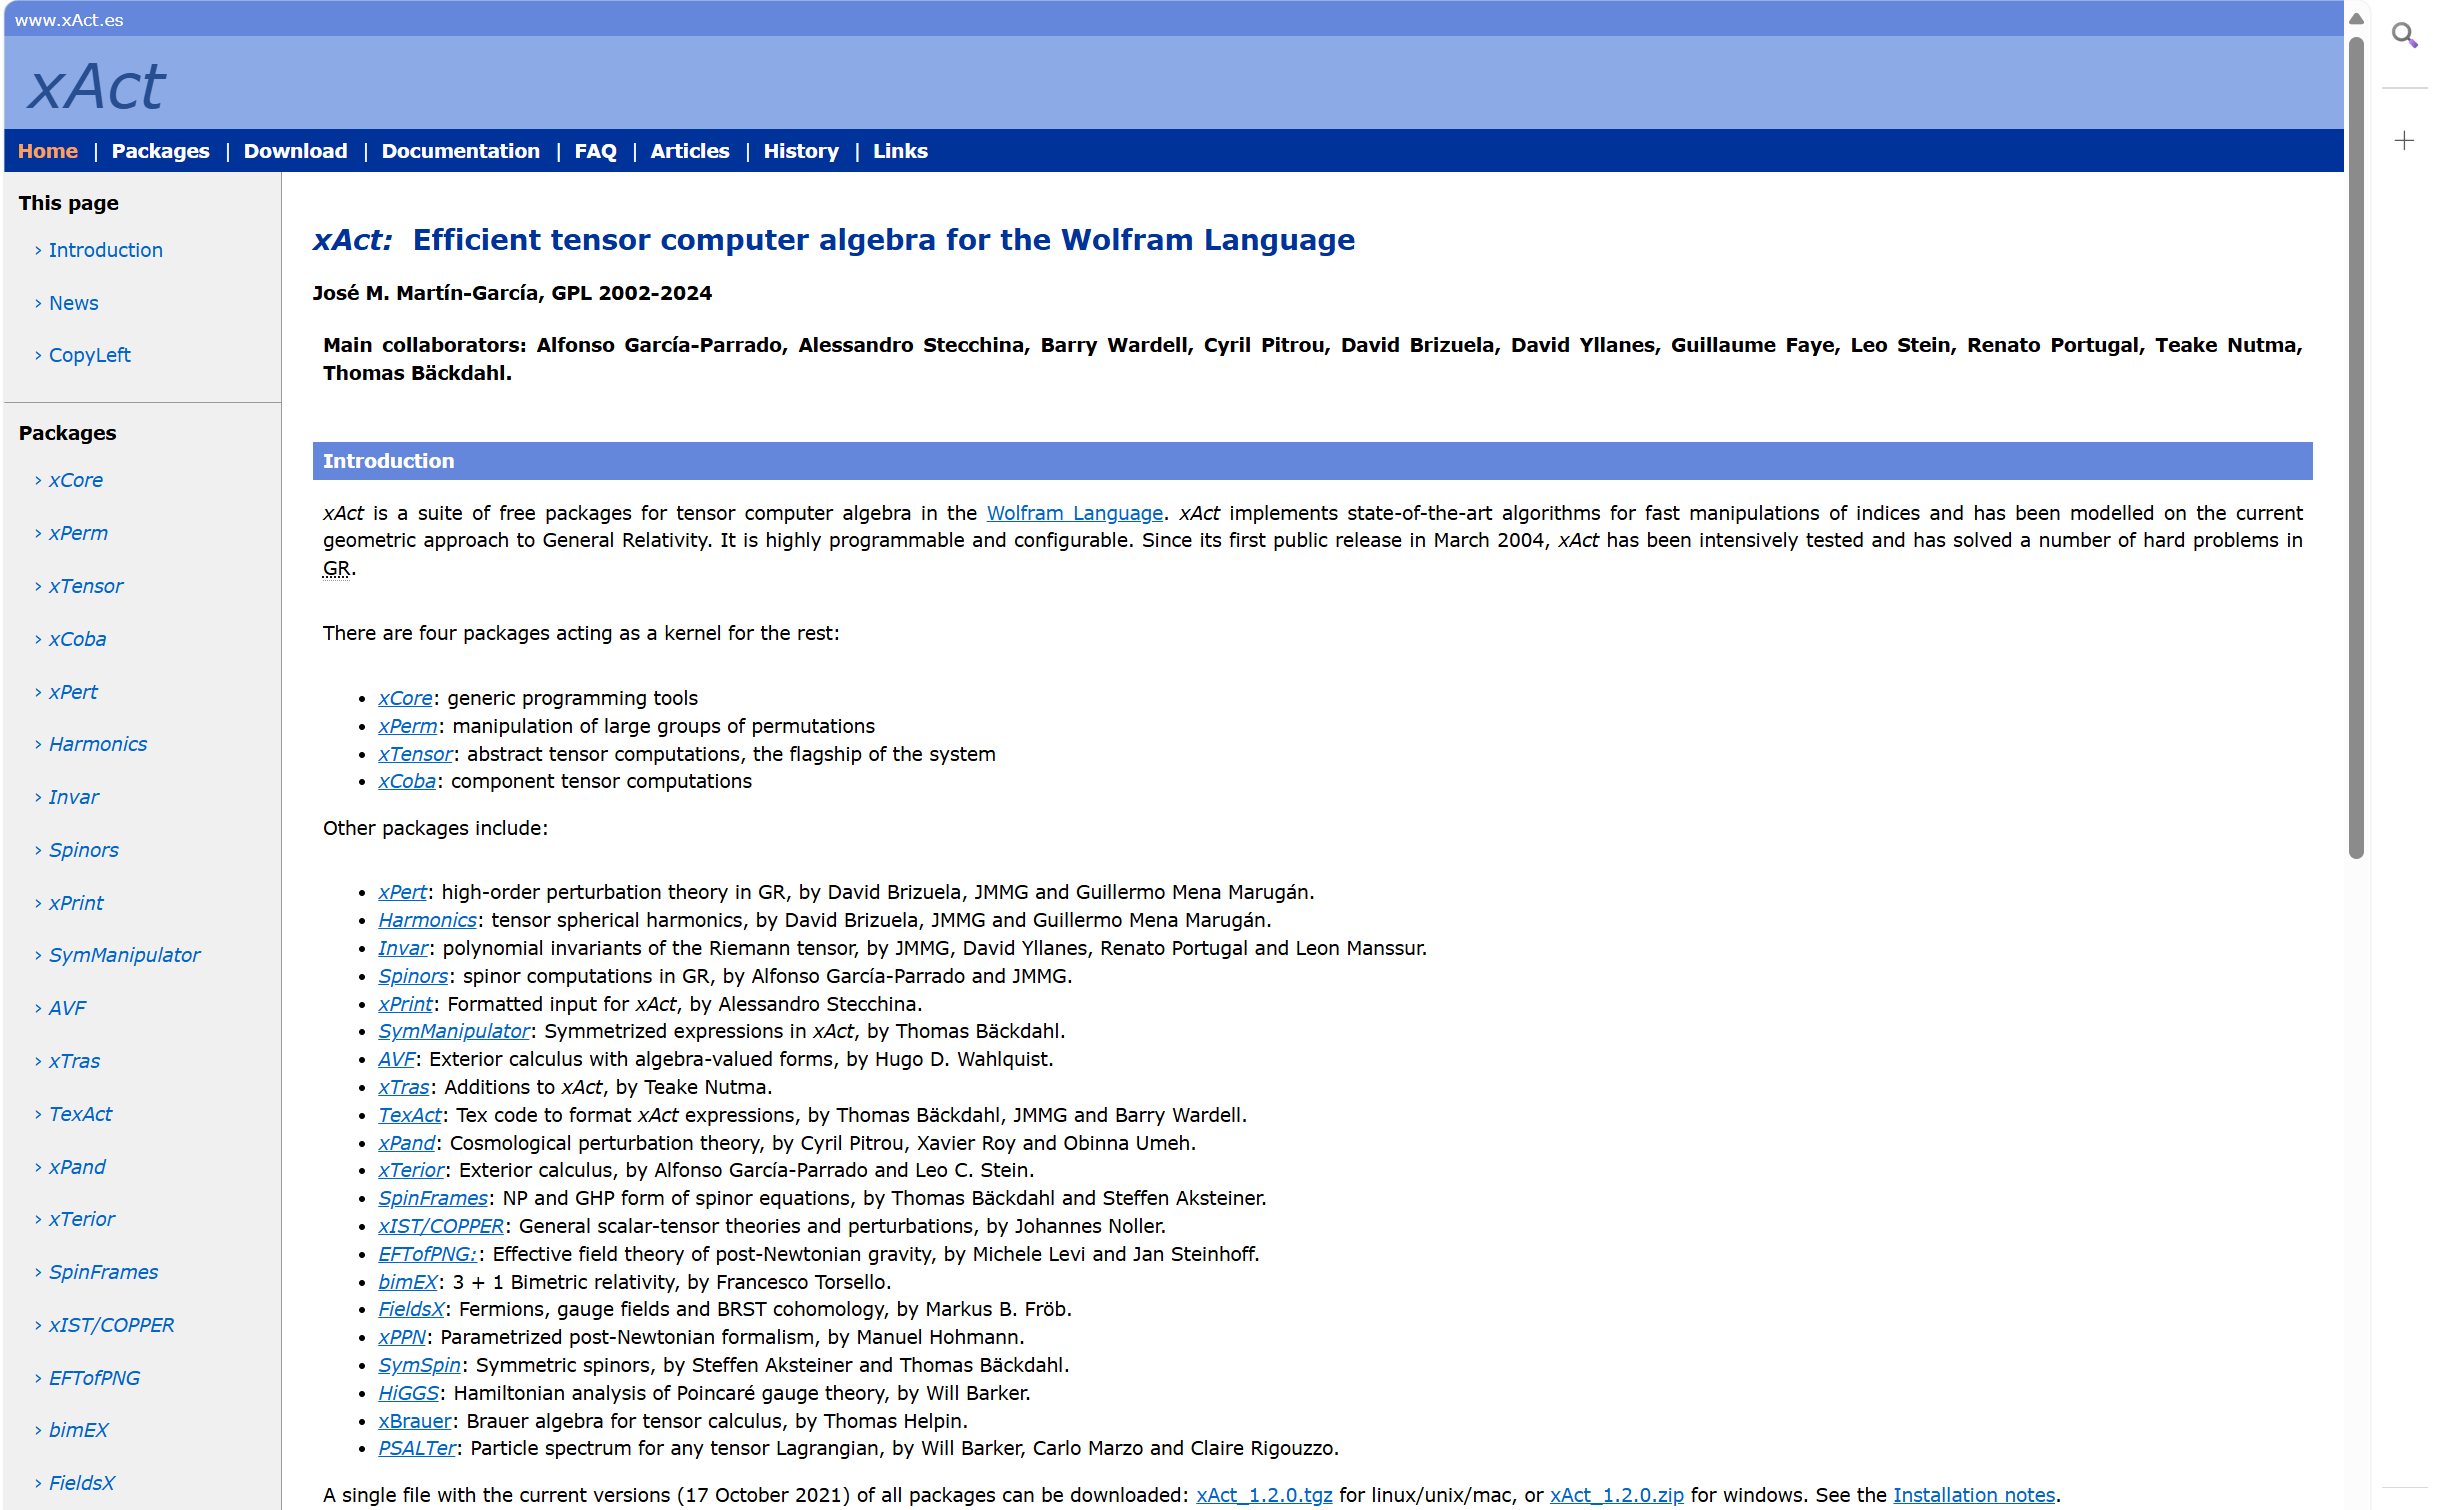 www.xAct.es
xAct
Home | Packages | Download | Documentation | FAQ | Articles | History | Links
This page
› Introduction
› News
› CopyLeft
Packages
› xCore
› xPerm
› xTensor
› xCoba
› xPert
› Harmonics
› Invar
› Spinors
› xPrint
› SymManipulator
› AVF
› xTras
› TexAct
› xPand
› xTerior
› SpinFrames
› xIST/COPPER
› EFTofPNG
› bimEX
› FieldsX
xAct: Efficient tensor computer algebra for the Wolfram Language
José M. Martín-García, GPL 2002-2024
Main collaborators: Alfonso García-Parrado, Alessandro Stecchina, Barry Wardell, Cyril Pitrou, David Brizuela, David Yllanes, Guillaume Faye, Leo Stein, Renato Portugal, Teake Nutma,
Thomas Bäckdahl.
Introduction
xAct is a suite of free packages for tensor computer algebra in the Wolfram Language. xAct implements state-of-the-art algorithms for fast manipulations of indices and has been modelled on the current
geometric approach to General Relativity. It is highly programmable and configurable. Since its first public release in March 2004, xAct has been intensively tested and has solved a number of hard problems in
GR.
There are four packages acting as a kernel for the rest:
• xCore: generic programming tools
• xPerm: manipulation of large groups of permutations
• xTensor: abstract tensor computations, the flagship of the system
• xCoba: component tensor computations
Other packages include:
• xPert: high-order perturbation theory in GR, by David Brizuela, JMMG and Guillermo Mena Marugán.
• Harmonics: tensor spherical harmonics, by David Brizuela, JMMG and Guillermo Mena Marugán.
• Invar: polynomial invariants of the Riemann tensor, by JMMG, David Yllanes, Renato Portugal and Leon Manssur.
• Spinors: spinor computations in GR, by Alfonso García-Parrado and JMMG.
• xPrint: Formatted input for xAct, by Alessandro Stecchina.
• SymManipulator: Symmetrized expressions in xAct, by Thomas Bäckdahl.
• AVF: Exterior calculus with algebra-valued forms, by Hugo D. Wahlquist.
• xTras: Additions to xAct, by Teake Nutma.
• TexAct: Tex code to format xAct expressions, by Thomas Bäckdahl, JMMG and Barry Wardell.
• xPand: Cosmological perturbation theory, by Cyril Pitrou, Xavier Roy and Obinna Umeh.
• xTerior: Exterior calculus, by Alfonso García-Parrado and Leo C. Stein.
• SpinFrames: NP and GHP form of spinor equations, by Thomas Bäckdahl and Steffen Aksteiner.
• xIST/COPPER: General scalar-tensor theories and perturbations, by Johannes Noller.
• EFTofPNG:: Effective field theory of post-Newtonian gravity, by Michele Levi and Jan Steinhoff.
• bimEX: 3 + 1 Bimetric relativity, by Francesco Torsello.
• FieldsX: Fermions, gauge fields and BRST cohomology, by Markus B. Fröb.
• xPPN: Parametrized post-Newtonian formalism, by Manuel Hohmann.
• SymSpin: Symmetric spinors, by Steffen Aksteiner and Thomas Bäckdahl.
• HiGGS: Hamiltonian analysis of Poincaré gauge theory, by Will Barker.
• xBrauer: Brauer algebra for tensor calculus, by Thomas Helpin.
• PSALTer: Particle spectrum for any tensor Lagrangian, by Will Barker, Carlo Marzo and Claire Rigouzzo.
A single file with the current versions (17 October 2021) of all packages can be downloaded: xAct_1.2.0.tgz for linux/unix/mac, or xAct_1.2.0.zip for windows. See the Installation notes.